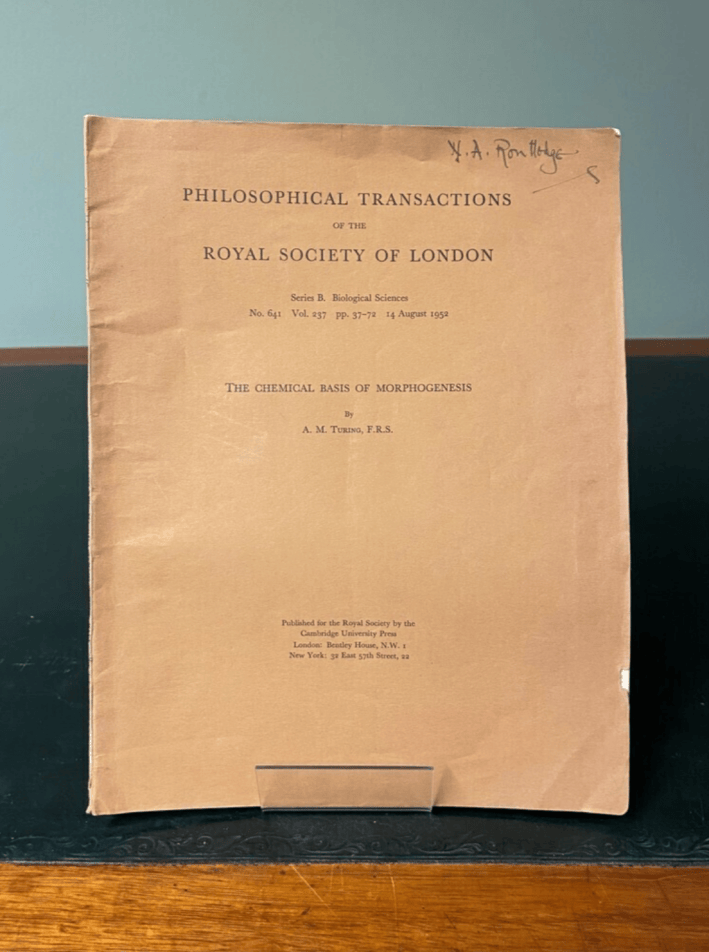 N. A. Routledge
PHILOSOPHICAL TRANSACTIONS
OF THE
ROYAL SOCIETY OF LONDON
Series B. Biological Sciences
No. 641 Vol. 237 pp. 37–72 14 August 1952
THE CHEMICAL BASIS OF MORPHOGENESIS
By
A. M. TURING, F.R.S.
Published for the Royal Society by the
Cambridge University Press
London: Bentley House, N.W. 1
New York: 32 East 57th Street, 22